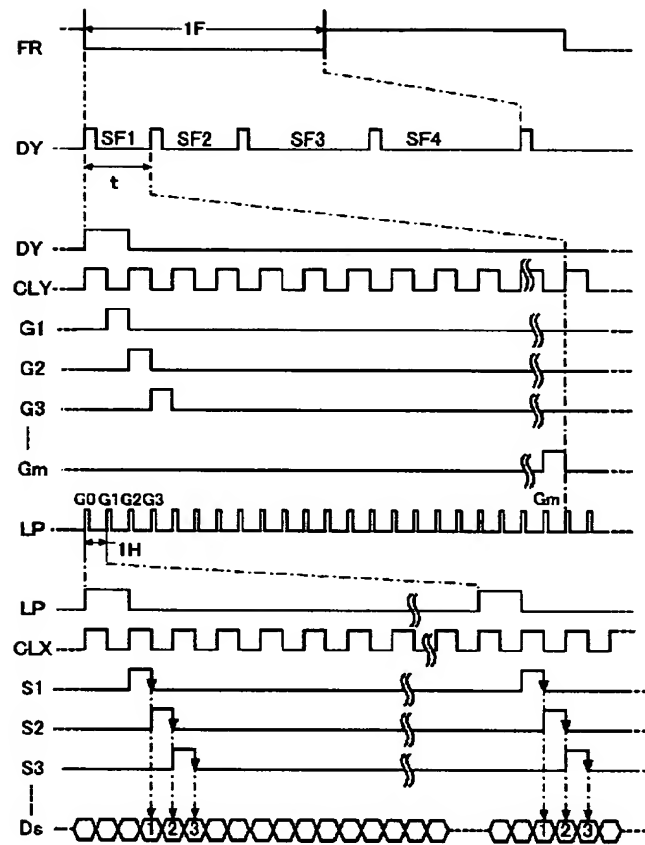 1F
FR
DY SF1 SF2 SF3 SF4
t
DY
CLY
G1
G2
G3
Gm
G0 G1 G2 G3 Gm
LP
1H
LP
CLX
S1
S2
S3
Ds 1 2 3 1 2 3